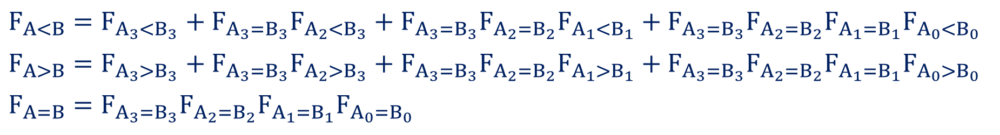 F_{A<B} = F_{A_3<B_3} + F_{A_3=B_3}F_{A_2<B_3} + F_{A_3=B_3}F_{A_2=B_2}F_{A_1<B_1} + F_{A_3=B_3}F_{A_2=B_2}F_{A_1=B_1}F_{A_0<B_0}
F_{A>B} = F_{A_3>B_3} + F_{A_3=B_3}F_{A_2>B_3} + F_{A_3=B_3}F_{A_2=B_2}F_{A_1>B_1} + F_{A_3=B_3}F_{A_2=B_2}F_{A_1=B_1}F_{A_0>B_0}
F_{A=B} = F_{A_3=B_3}F_{A_2=B_2}F_{A_1=B_1}F_{A_0=B_0}